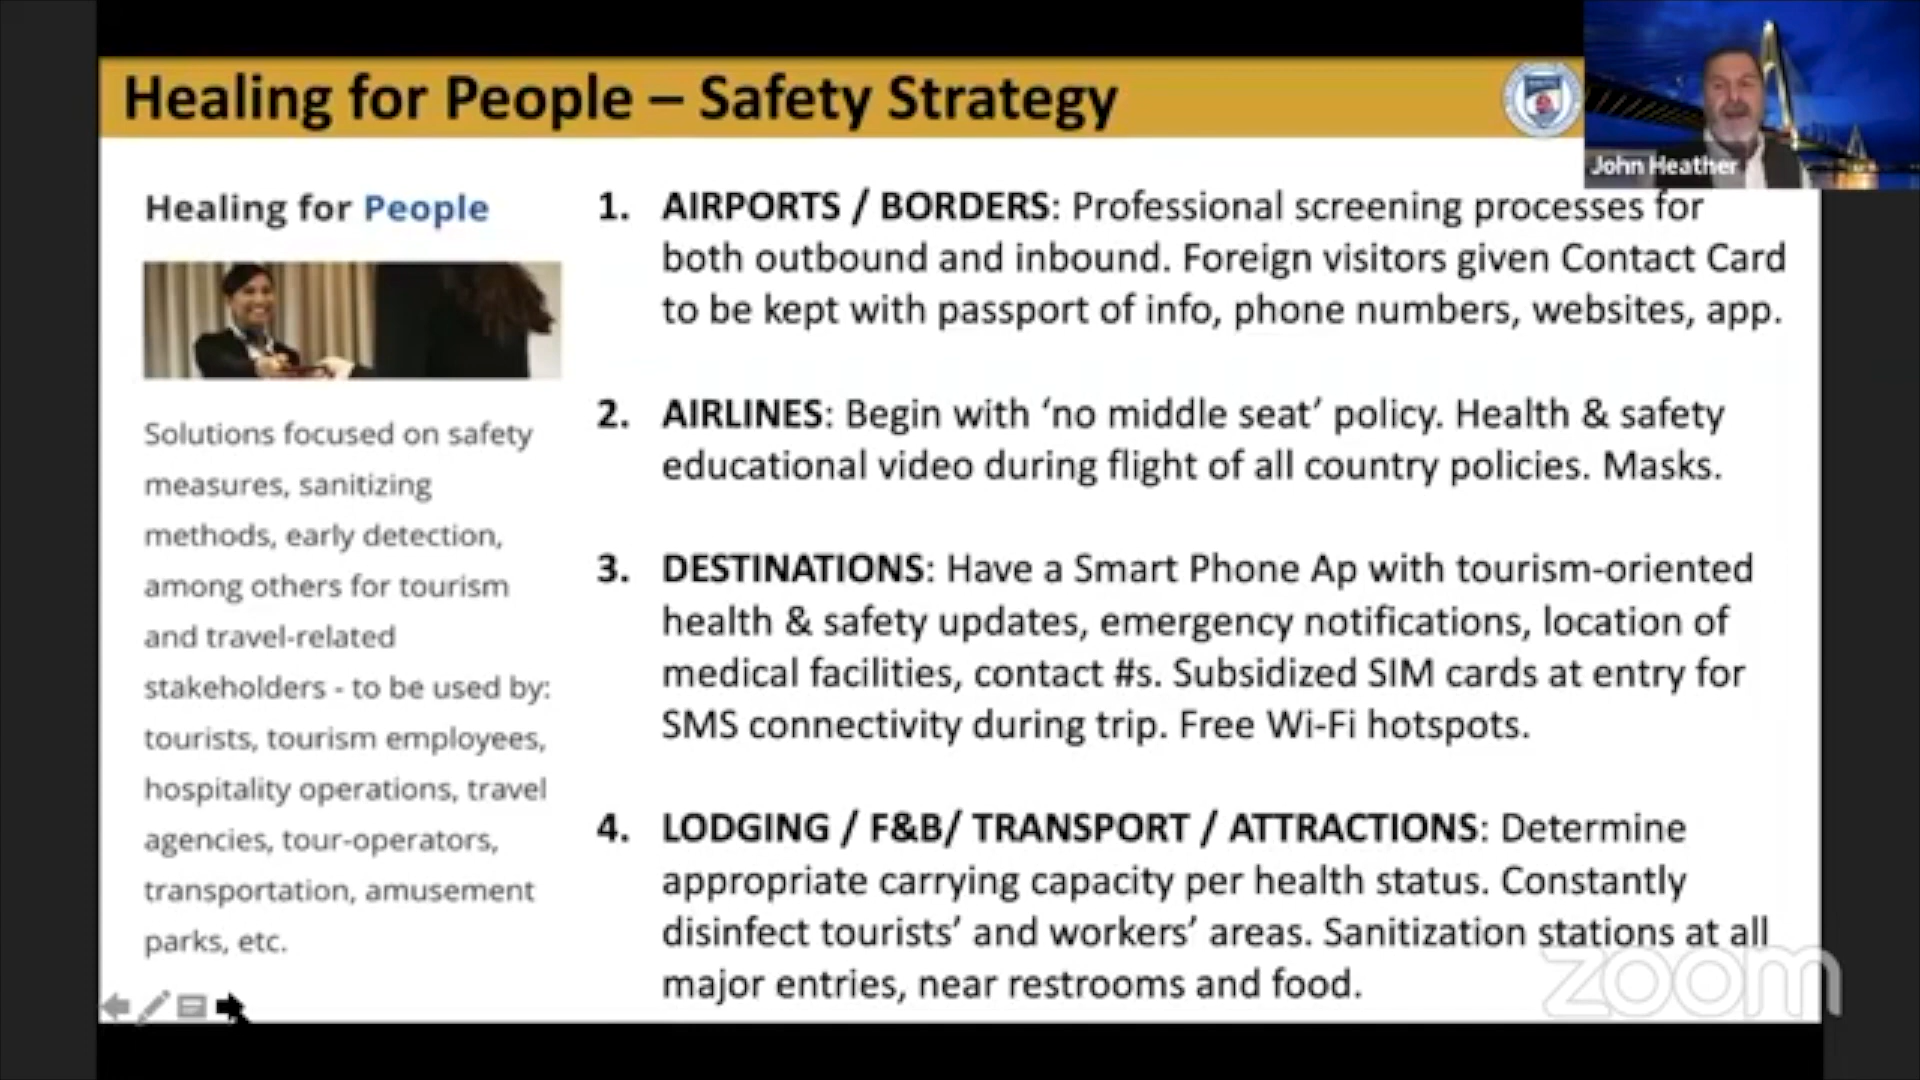 Healing for People – Safety Strategy
John Heather
Healing for People
Solutions focused on safety
measures, sanitizing
methods, early detection,
among others for tourism
and travel-related
stakeholders - to be used by:
tourists, tourism employees,
hospitality operations, travel
agencies, tour-operators,
transportation, amusement
parks, etc.
1. AIRPORTS / BORDERS: Professional screening processes for
both outbound and inbound. Foreign visitors given Contact Card
to be kept with passport of info, phone numbers, websites, app.
2. AIRLINES: Begin with ‘no middle seat’ policy. Health & safety
educational video during flight of all country policies. Masks.
3. DESTINATIONS: Have a Smart Phone Ap with tourism-oriented
health & safety updates, emergency notifications, location of
medical facilities, contact #s. Subsidized SIM cards at entry for
SMS connectivity during trip. Free Wi-Fi hotspots.
4. LODGING / F&B/ TRANSPORT / ATTRACTIONS: Determine
appropriate carrying capacity per health status. Constantly
disinfect tourists’ and workers’ areas. Sanitization stations at all
major entries, near restrooms and food.
zoom